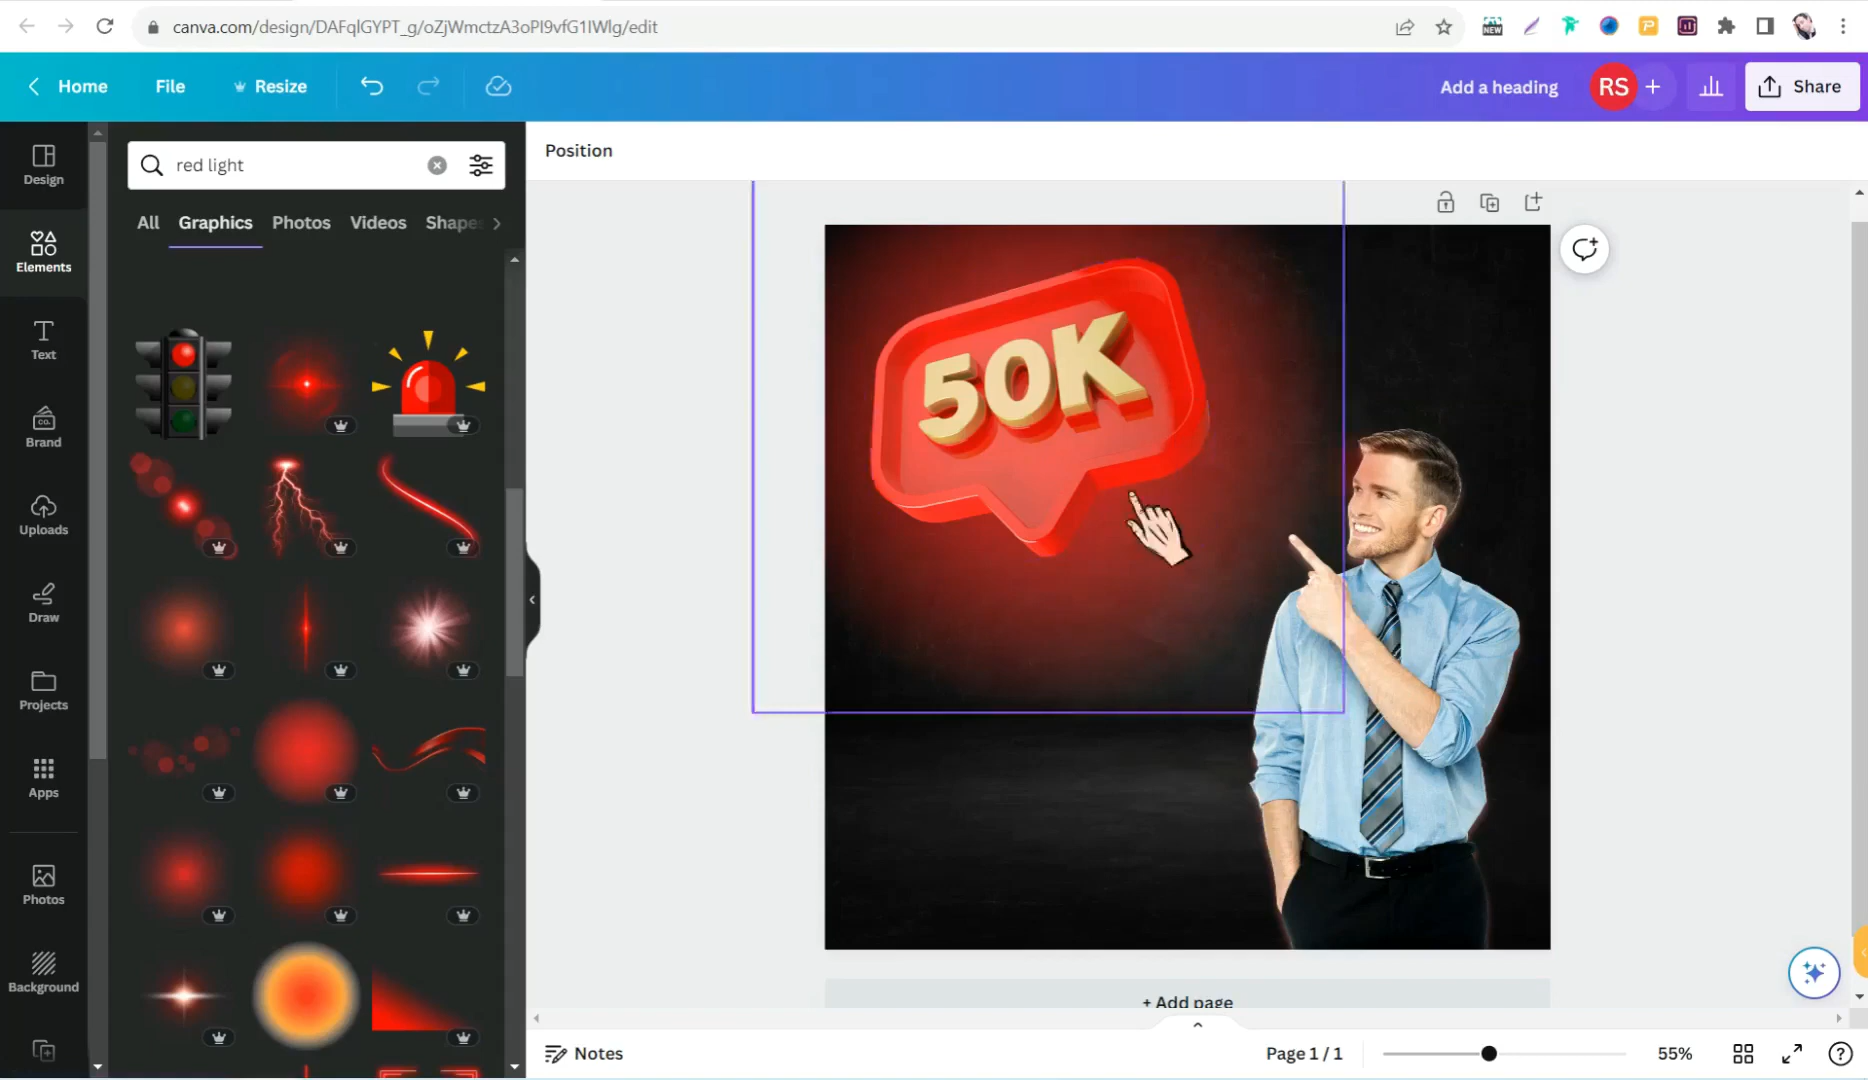 canva.com/design/DAFqlGYPT_g/oZjWmctzA3oPI9vfG1IWlg/edit
NEW
Home
File
Resize
Add a heading
RS
Share
Design
Elements
Text
CO.
Brand
Uploads
Draw
Projects
Apps
Photos
Background
red light
All
Graphics
Photos
Videos
Shape
Position
50K
+ Add page
Notes
Page 1 / 1
55%